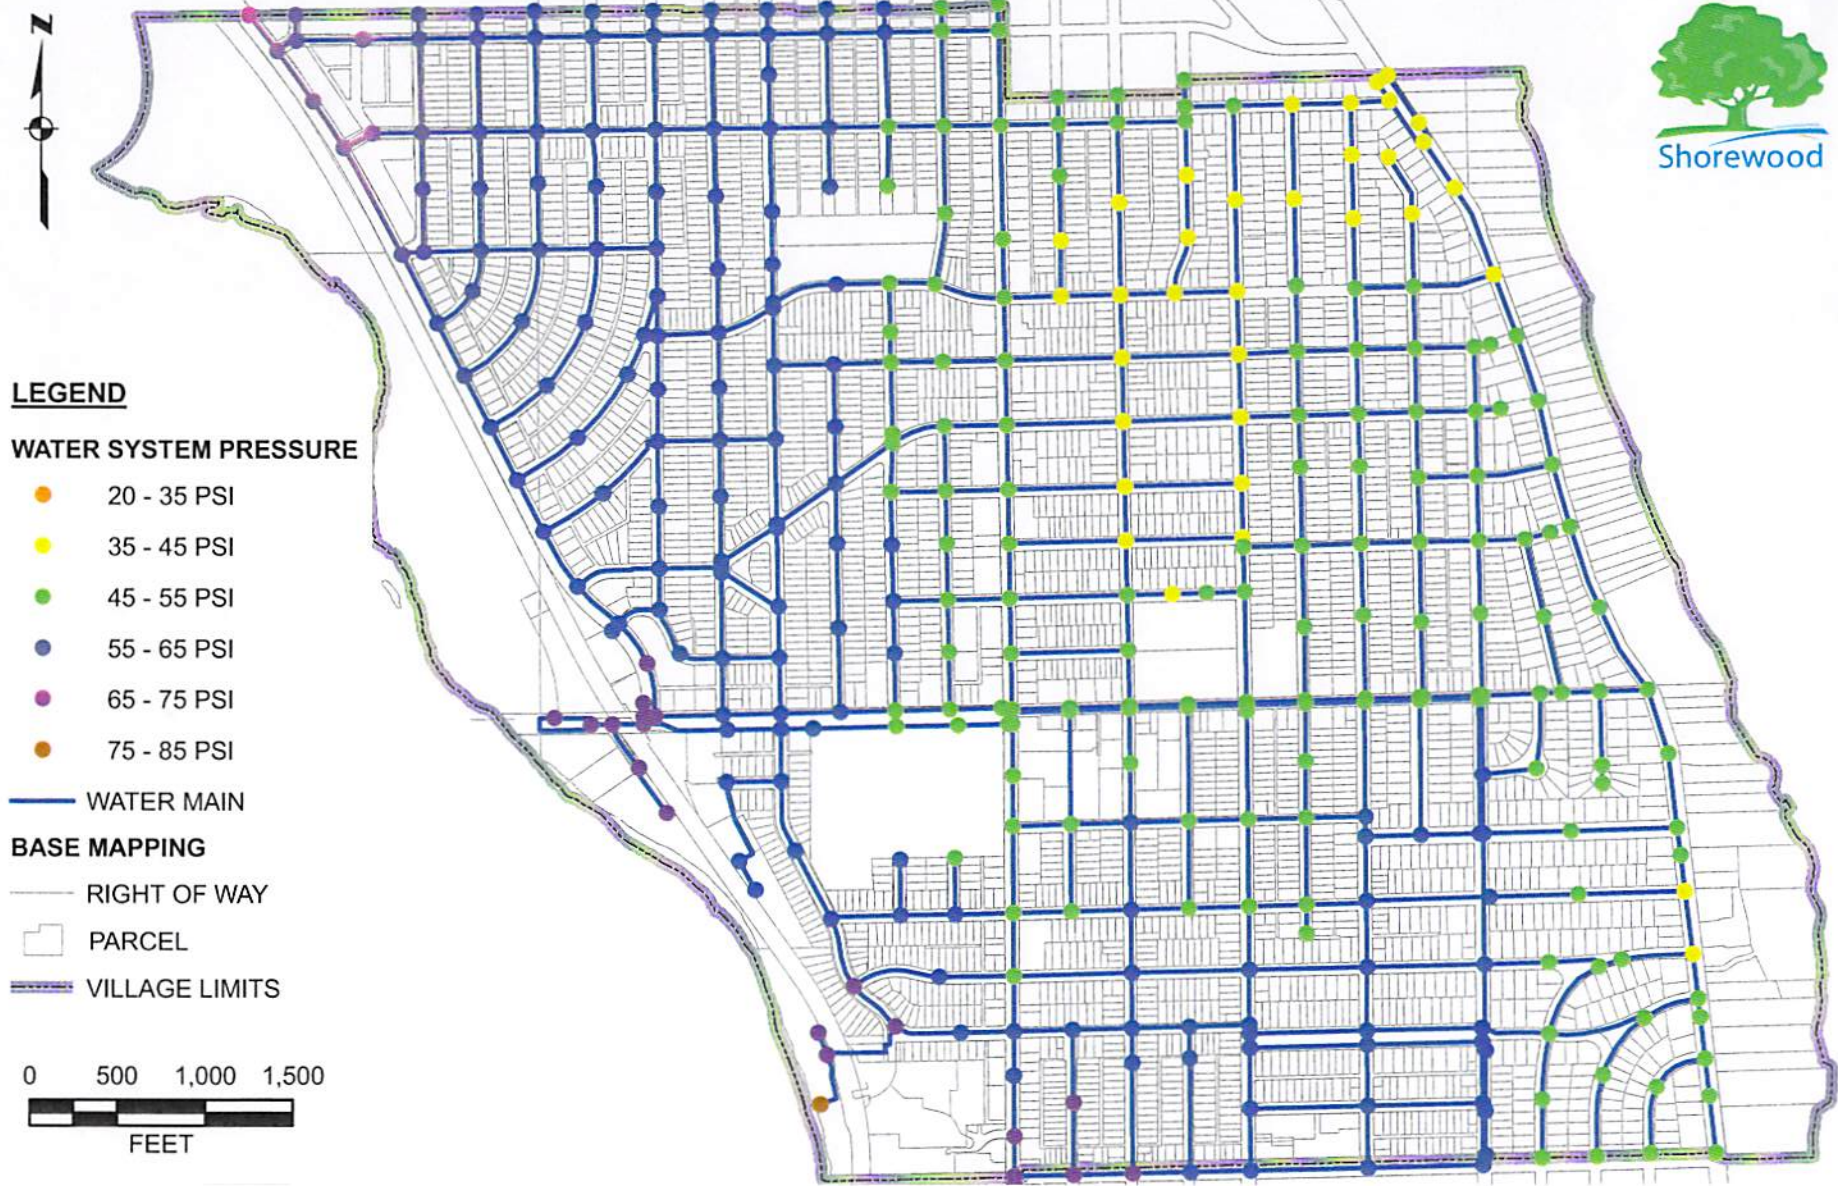 Z
Shorewood
LEGEND
WATER SYSTEM PRESSURE
20 - 35 PSI
35 - 45 PSI
45 - 55 PSI
55 - 65 PSI
65 - 75 PSI
75 - 85 PSI
WATER MAIN
BASE MAPPING
RIGHT OF WAY
PARCEL
VILLAGE LIMITS
0 500 1,000 1,500
FEET